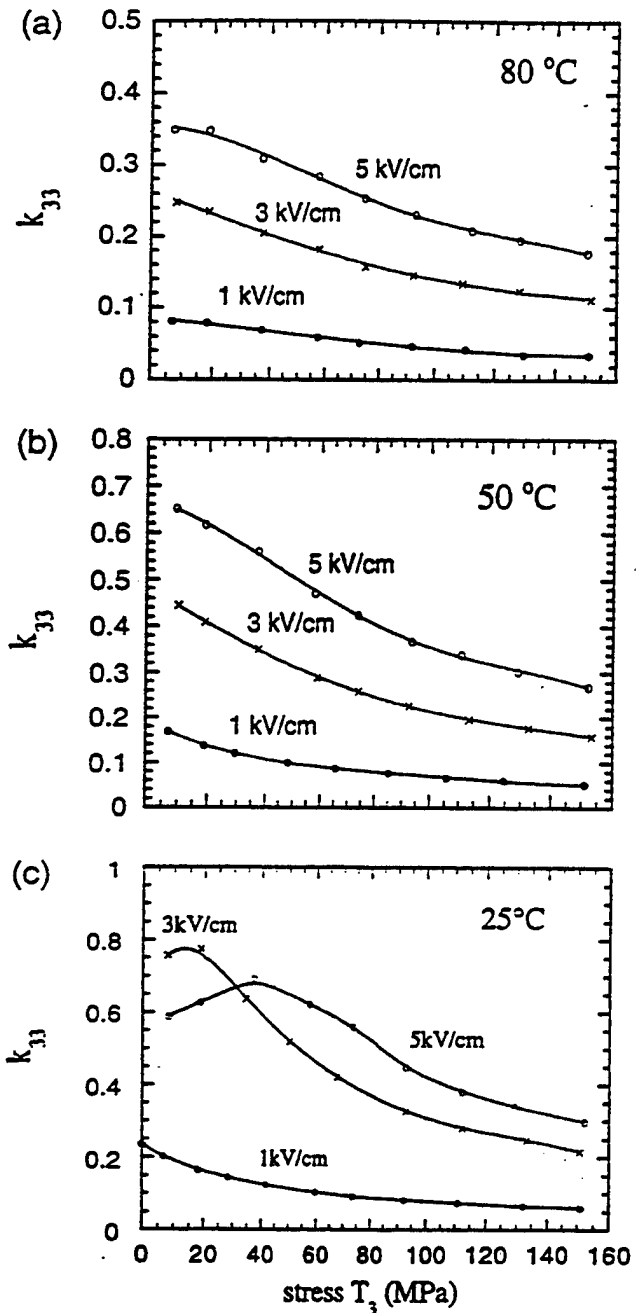 (a)
0.5
80 °C
0.4
5 kV/cm
0.3
3 kV/cm
0.2
1 kV/cm
0.1
0
k33
(b)
0.8
50 °C
0.7
0.6
5 kV/cm
0.5
3 kV/cm
0.4
0.3
1 kV/cm
0.2
0.1
0
k33
(c)
1
3kV/cm
25°C
0.8
0.6
5kV/cm
0.4
1kV/cm
0.2
0
k33
0 20 40 60 80 100 120 140 160
stress T3 (MPa)